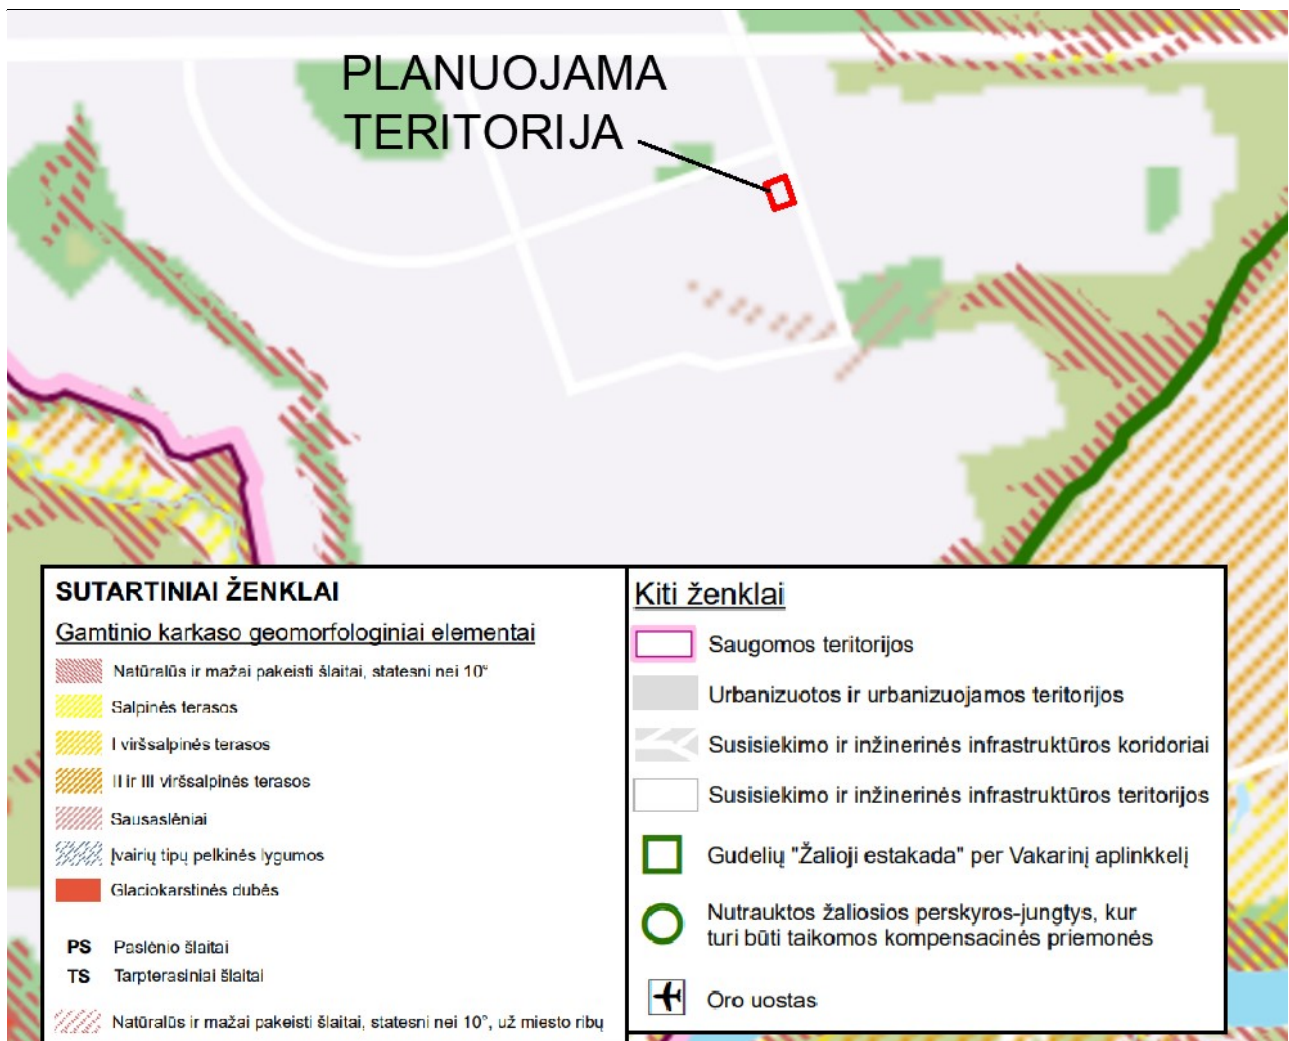 PLANUOJAMA
TERITORIJA
SUTARTINIAI ŽENKLAI
Gamtinio karkaso geomorfologiniai elementai
Natūralūs ir mažai pakeisti šlaitai, statesni nei 10°
Salpinės terasos
I viršsalpinės terasos
II ir III viršsalpinės terasos
Sausaslėniai
Įvairių tipų pelkinės lygumos
Glaciokarstinės dubės
PS Paslėnio šlaitai
TS Tarpterasiniai šlaitai
Natūralūs ir mažai pakeisti šlaitai, statesni nei 10°, už miesto ribų
Kiti ženklai
Saugomos teritorijos
Urbanizuotos ir urbanizuojamos teritorijos
Susisiekimo ir inžinerinės infrastruktūros koridoriai
Susisiekimo ir inžinerinės infrastruktūros teritorijos
Gudelių "Žalioji estakada" per Vakarinį aplinkkelį
Nutrauktos žaliosios perskyros-jungtys, kur
turi būti taikomos kompensacinės priemonės
Oro uostas